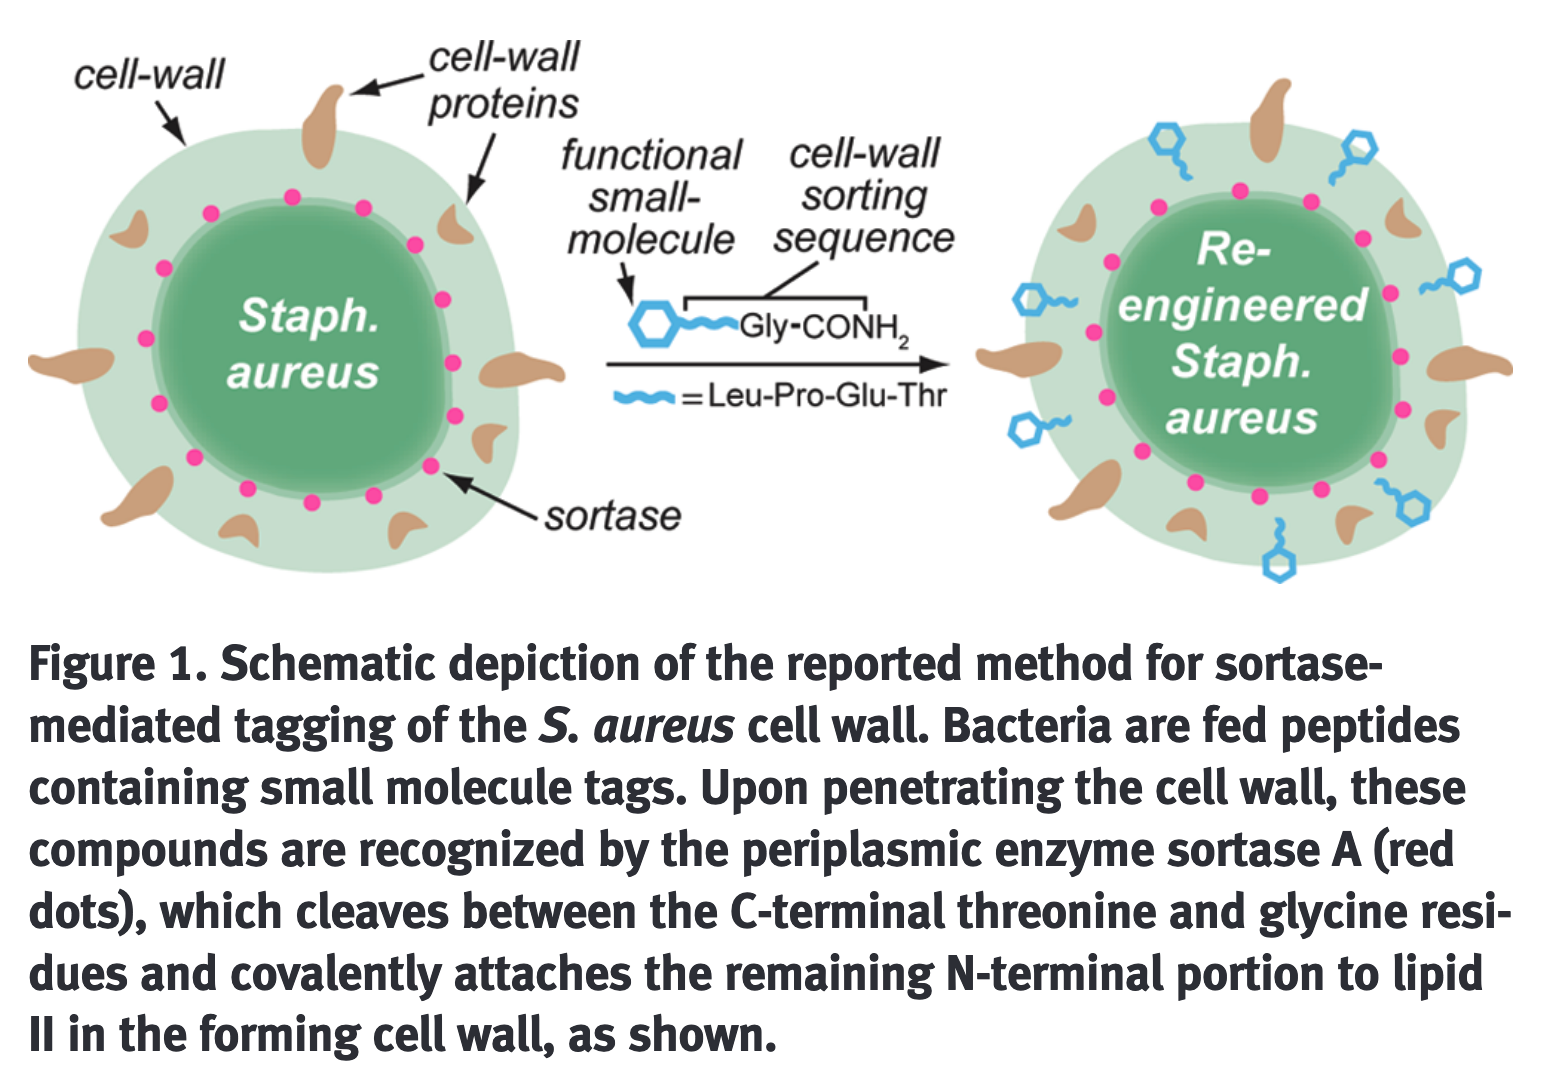 cell-wall
cell-wall
proteins
functional
small-
molecule
cell-wall
sorting
sequence
Gly-CONH2
=Leu-Pro-Glu-Thr
Staph.
aureus
sortase
Re-
engineered
Staph.
aureus
Figure 1. Schematic depiction of the reported method for sortase-
mediated tagging of the S. aureus cell wall. Bacteria are fed peptides
containing small molecule tags. Upon penetrating the cell wall, these
compounds are recognized by the periplasmic enzyme sortase A (red
dots), which cleaves between the C-terminal threonine and glycine resi-
dues and covalently attaches the remaining N-terminal portion to lipid
II in the forming cell wall, as shown.